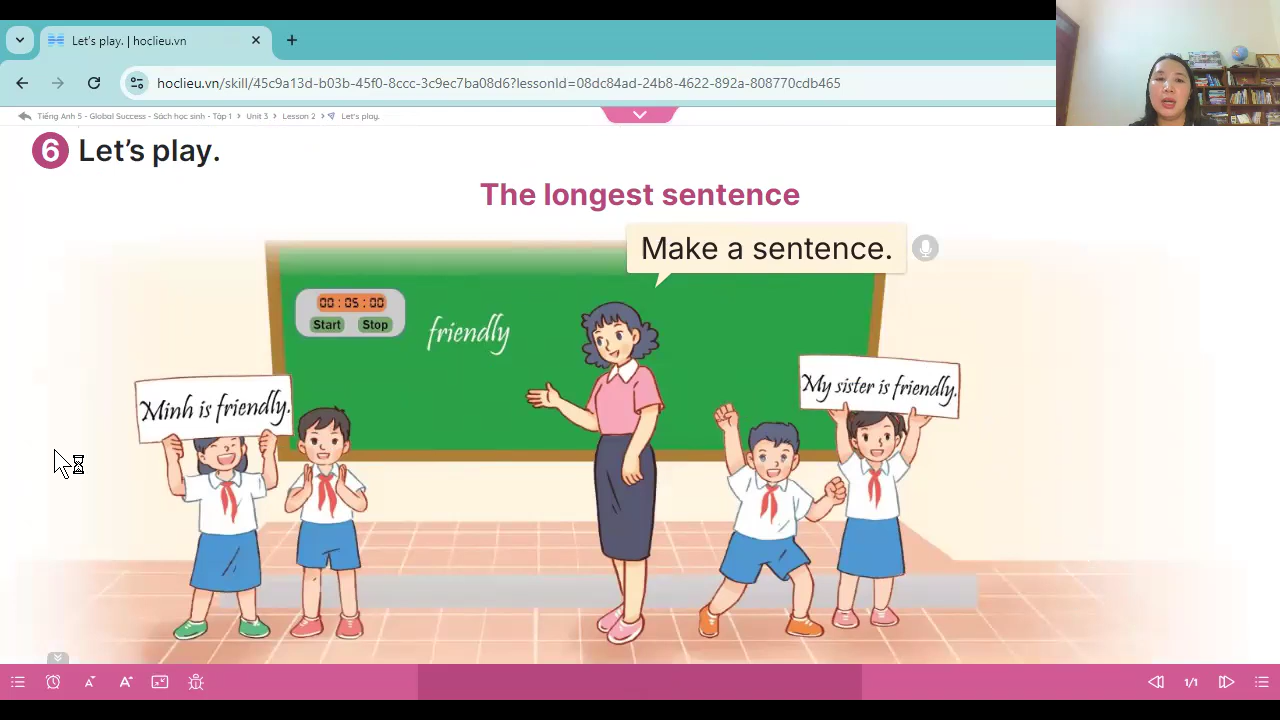 Let's play. | hoclieu.vn
hoclieu.vn/skill/45c9a13d-b03b-45f0-8ccc-3c9ec7ba0836?lessonId=08dc84ad-24b8-4622-892a-808770cdb465
Tiếng Anh 5 - Global Success - Sách học sinh - Tập 1 > Unit 3 > Lesson 2 > Let's play.
6 Let's play.
The longest sentence
Make a sentence.
00 : 05 : 00
Start Stop
friendly
Minh is friendly.
My sister is friendly.
1/1